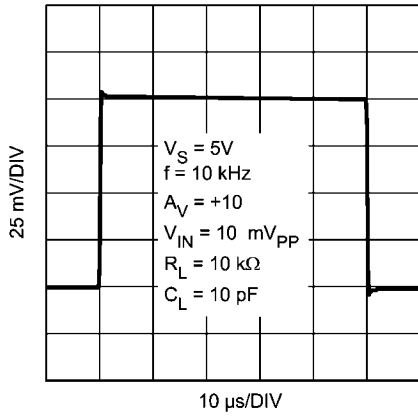 25 mV/DIV
V_S = 5V
f = 10 kHz
A_V = +10
V_IN = 10 mV_PP
R_L = 10 kΩ
C_L = 10 pF
10 µs/DIV